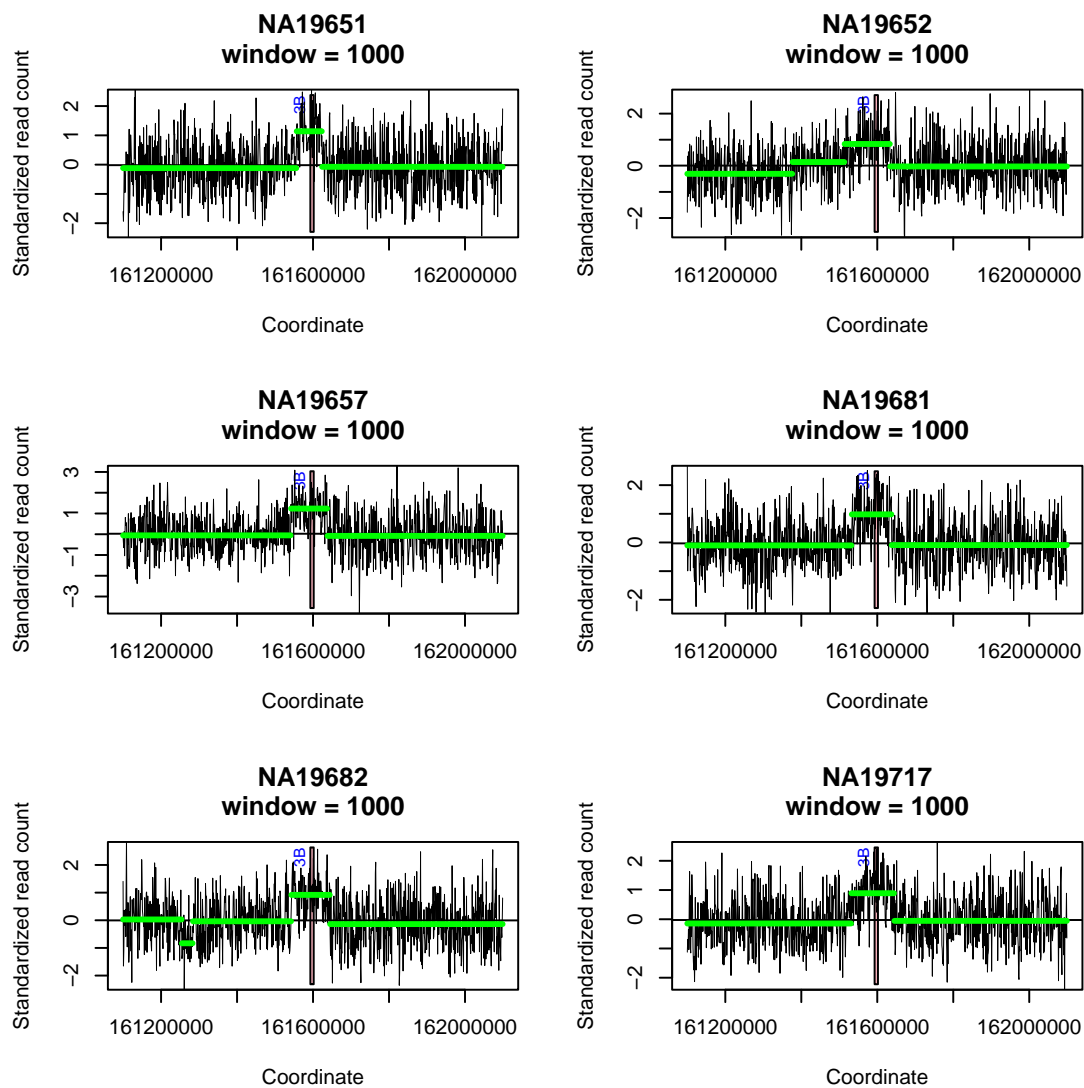 NA19651
window = 1000
Standardized read count
2
1
0
−2
3B
161200000 161600000 162000000
Coordinate
NA19652
window = 1000
Standardized read count
2
0
−2
3B
161200000 161600000 162000000
Coordinate
NA19657
window = 1000
Standardized read count
3
1
−1
−3
3B
161200000 161600000 162000000
Coordinate
NA19681
window = 1000
Standardized read count
2
0
−2
3B
161200000 161600000 162000000
Coordinate
NA19682
window = 1000
Standardized read count
2
0
−2
3B
161200000 161600000 162000000
Coordinate
NA19717
window = 1000
Standardized read count
2
1
0
−2
3B
161200000 161600000 162000000
Coordinate